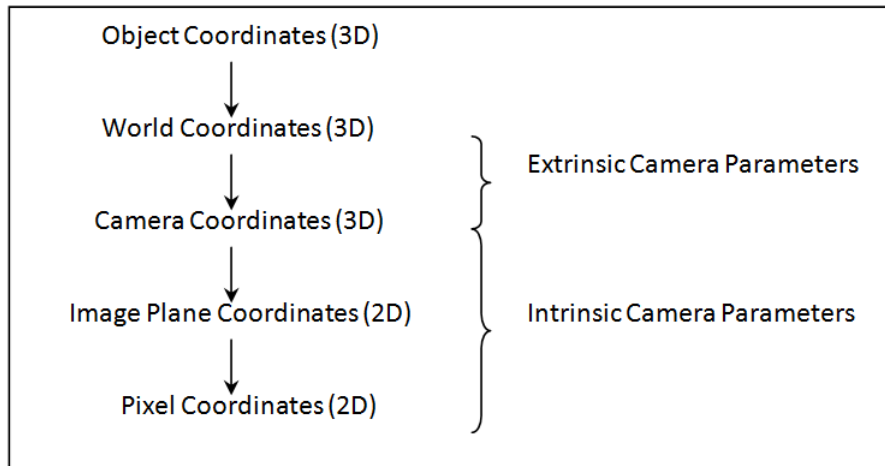 Object Coordinates (3D)
World Coordinates (3D)
Extrinsic Camera Parameters
Camera Coordinates (3D)
Image Plane Coordinates (2D)
Intrinsic Camera Parameters
Pixel Coordinates (2D)